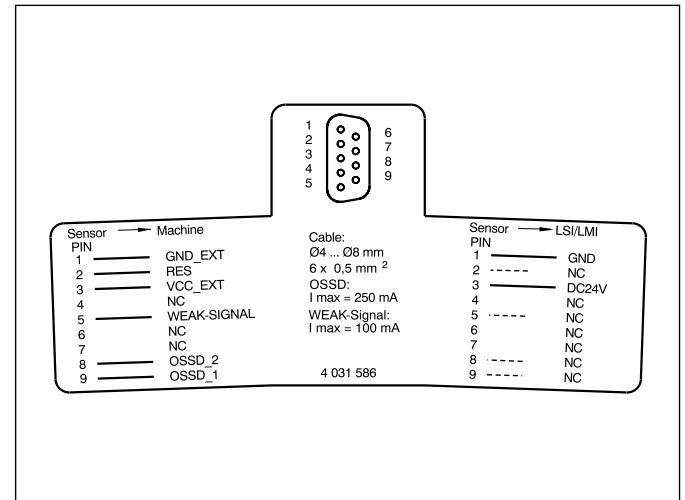 1
2
3
4
5
6
7
8
9
Sensor Machine
PIN
1 GND_EXT
2 RES
3 VCC_EXT
4 NC
5 WEAK-SIGNAL
6 NC
7 NC
8 OSSD_2
9 OSSD_1
Cable:
Ø4 ... Ø8 mm
6 x 0,5 mm ²
OSSD:
I max = 250 mA
WEAK-Signal:
I max = 100 mA
4 031 586
Sensor LSI/LMI
PIN
1 GND
2 NC
3 DC24V
4 NC
5 NC
6 NC
7 NC
8 NC
9 NC